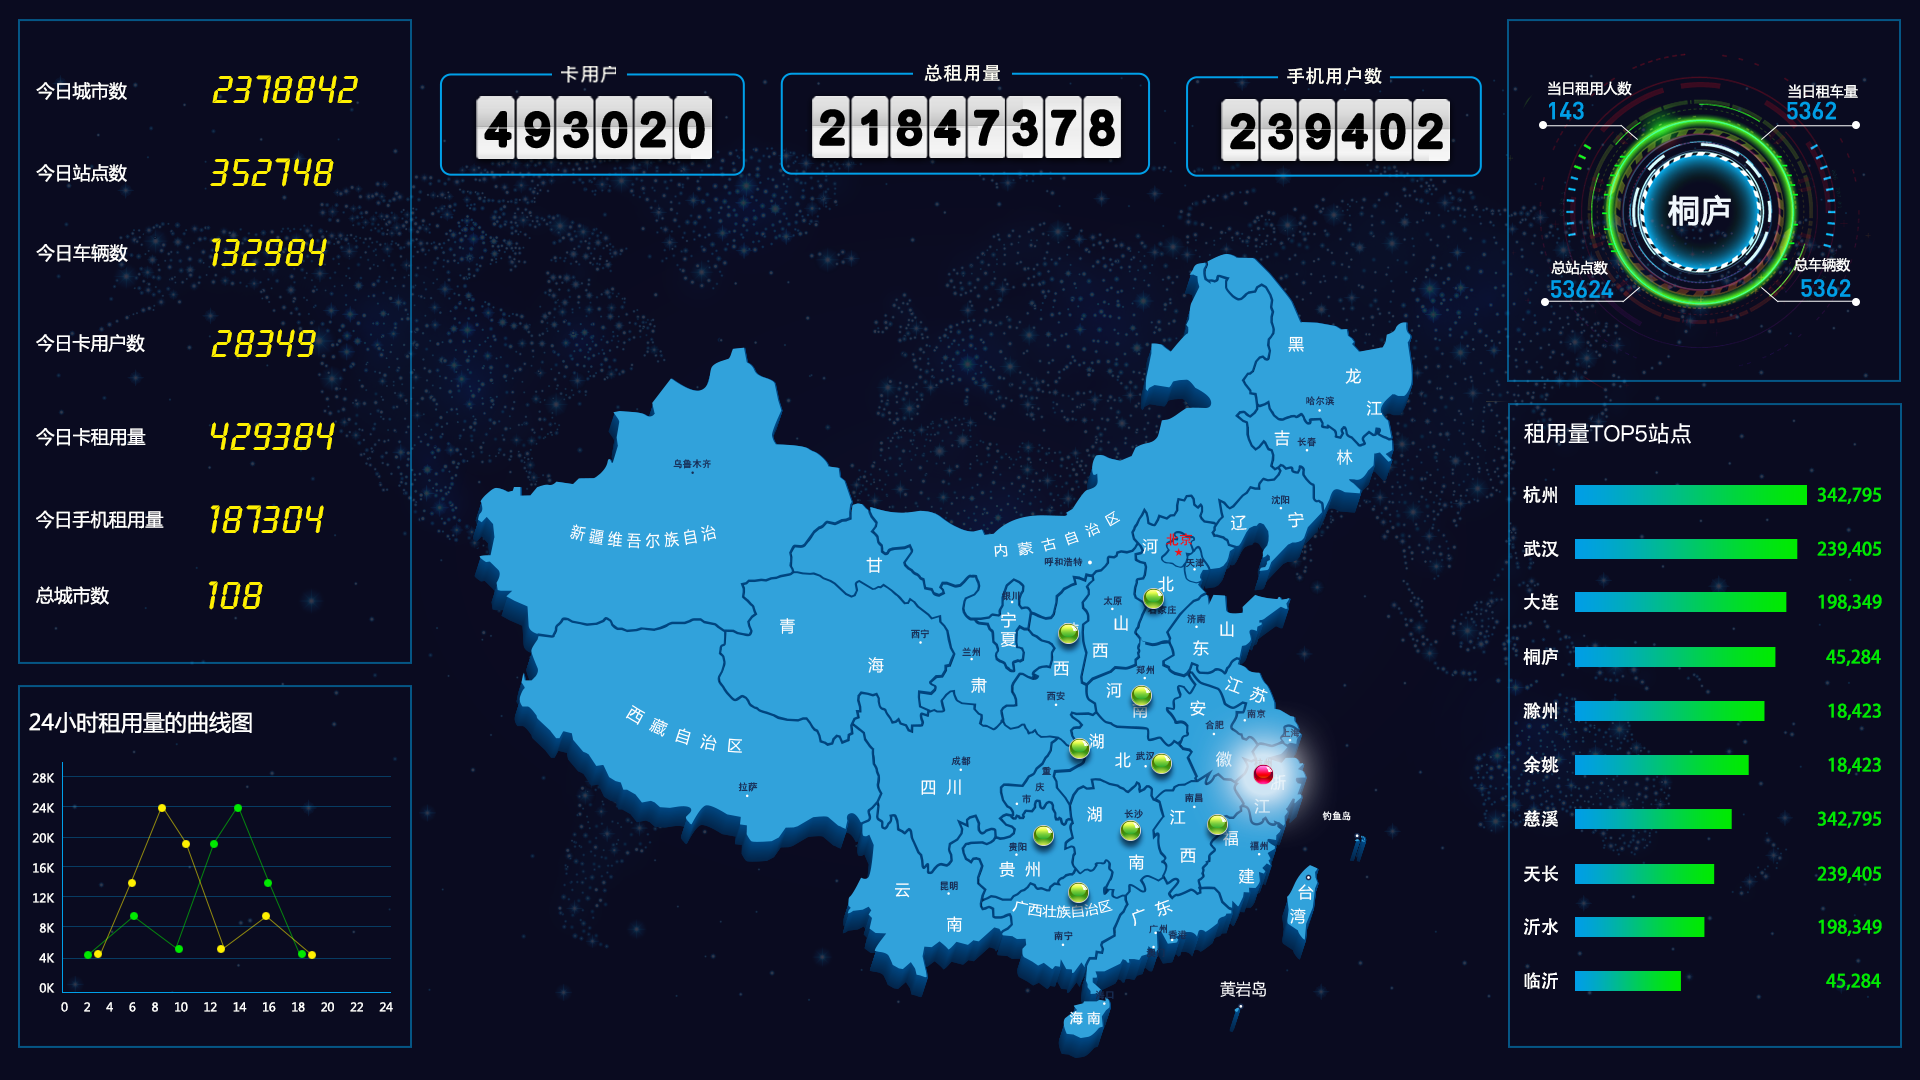 今日城市数 2378842
今日站点数 352748
今日车辆数 132984
今日卡用户数 28349
今日卡租用量 429384
今日手机租用量 187304
总城市数 108
24小时租用量的曲线图
28K
24K
20K
16K
12K
8K
4K
0K
0 2 4 6 8 10 12 14 16 18 20 22 24
卡用户
493020
总租用量
21847378
手机用户数
239402
黑
龙
江
哈尔滨
吉
林
长春
沈阳
辽
宁
乌鲁木齐
新疆维吾尔族自治
内蒙古自治区
呼和浩特
河
北
北京
天津
甘
肃
银川
宁
夏
太原
山
西
济南
山
东
青
海
西宁
兰州
西
西安
郑州
河
南
江苏
南京
安
徽
合肥
西藏自治区
拉萨
成都
四川
重
庆
市
湖
北
武汉
浙
江
南昌
江
西
长沙
湖
南
福
建
福州
贵阳
贵州
昆明
云
南
广西壮族自治区
南宁
广东
广州
台
湾
海南
钓鱼岛
黄岩岛
当日租用人数
143
当日租车量
5362
桐庐
总站点数
53624
总车辆数
5362
租用量TOP5站点
杭州 342,795
武汉 239,405
大连 198,349
桐庐 45,284
滁州 18,423
余姚 18,423
慈溪 342,795
天长 239,405
沂水 198,349
临沂 45,284